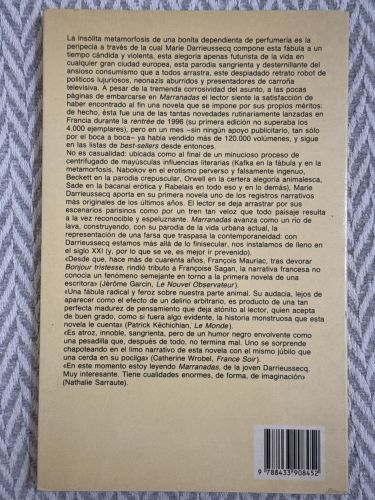 La insólita metamorfosis de una bonita dependienta de perfumería es la
peripecia a través de la cual Marie Darrieussecq compone esta fábula a un
tiempo cándida y violenta, esta alegoría apenas futurista de la vida en
cualquier gran ciudad europea, esta parodia sangrienta y desternillante del
ansioso consumismo que a todos arrastra, este despiadado retrato robot de
políticos lujuriosos, neonazis aburridos y presentadores de carroña
televisiva. A pesar de la tremenda corrosividad del asunto, a las pocas
páginas de embarcarse en Marranadas el lector siente la satisfacción de
haber encontrado al fin una novela que se impone por sus propios méritos:
de hecho, ésta fue una de las tantas novedades rutinariamente lanzadas en
Francia durante la rentrée de 1996 (su primera edición no superaba los
4.000 ejemplares), pero en un mes –sin ningún apoyo publicitario, tan sólo
por el boca a boca– ya había vendido más de 120.000 volúmenes, y sigue
en las listas de best-sellers desde entonces.
No es casualidad: ubicada como al final de un minucioso proceso de
centrifugado de mayúsculas influencias literarias (Kafka en la fábula y en la
metamorfosis, Nabokov en el erotismo perverso y falsamente ingenuo,
Beckett en la parodia crepuscular, Orwell en la certera alegoría animalesca,
Sade en la bacanal erótica y Rabelais en todo eso y en lo demás), Marie
Darrieussecq aporta en su primera novela uno de los registros narrativos
más originales de los últimos años. El lector se deja arrastrar por sus
escenarios parisinos como por un tren tan veloz que todo paisaje resulta
a la vez reconocible y espeluznante. Marranadas avanza como un río de
lava, construyendo, con su parodia de la vida urbana actual, la
representación de una farsa que traspasa la contemporaneidad: con
Darrieussecq estamos más allá de lo finisecular, nos instalamos de lleno en
el siglo XXI (y, por lo que se ve, es mejor ir prevenido).
«Desde que, hace más de cuarenta años, François Mauriac, tras devorar
Bonjour tristesse, rindió tributo a Françoise Sagan, la narrativa francesa no
conocía un fenómeno semejante en torno a la primera novela de una
escritora» (Jérôme Garcin, Le Nouvel Observateur).
«Una fábula radical y feroz sobre nuestra parte animal. Su audacia, lejos de
aparecer como el efecto de un delirio arbitrario, es producto de una tan
perfecta madurez de pensamiento que deja atónito al lector, quien acepta
de buen grado, como si fuera algo evidente, la historia monstruosa que esta
novela le cuenta» (Patrick Kéchichian, Le Monde).
«Es atroz, innoble, sangrienta, pero de un humor negro envolvente como
una pesadilla que, después de todo, no termina mal. Uno se sorprende
chapoteando en el limo narrativo de esta novela con el mismo júbilo que
una cerda en su pocilga» (Catherine Wrobel, France Soir).
«En este momento estoy leyendo Marranadas, de la joven Darrieussecq.
Muy interesante. Tiene cualidades enormes, de forma, de imaginación»
(Nathalie Sarraute).
9 788433 908452